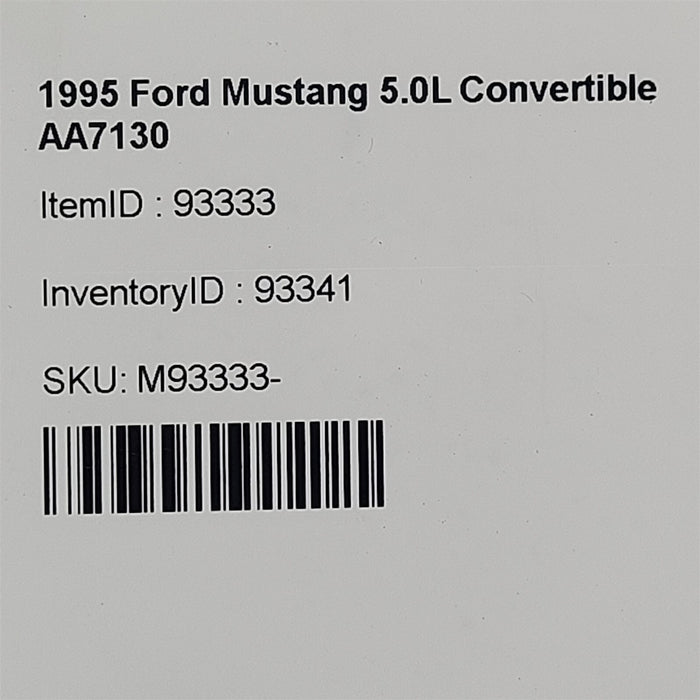 1995 Ford Mustang 5.0L Convertible
AA7130
ItemID : 93333
InventoryID : 93341
SKU: M93333-